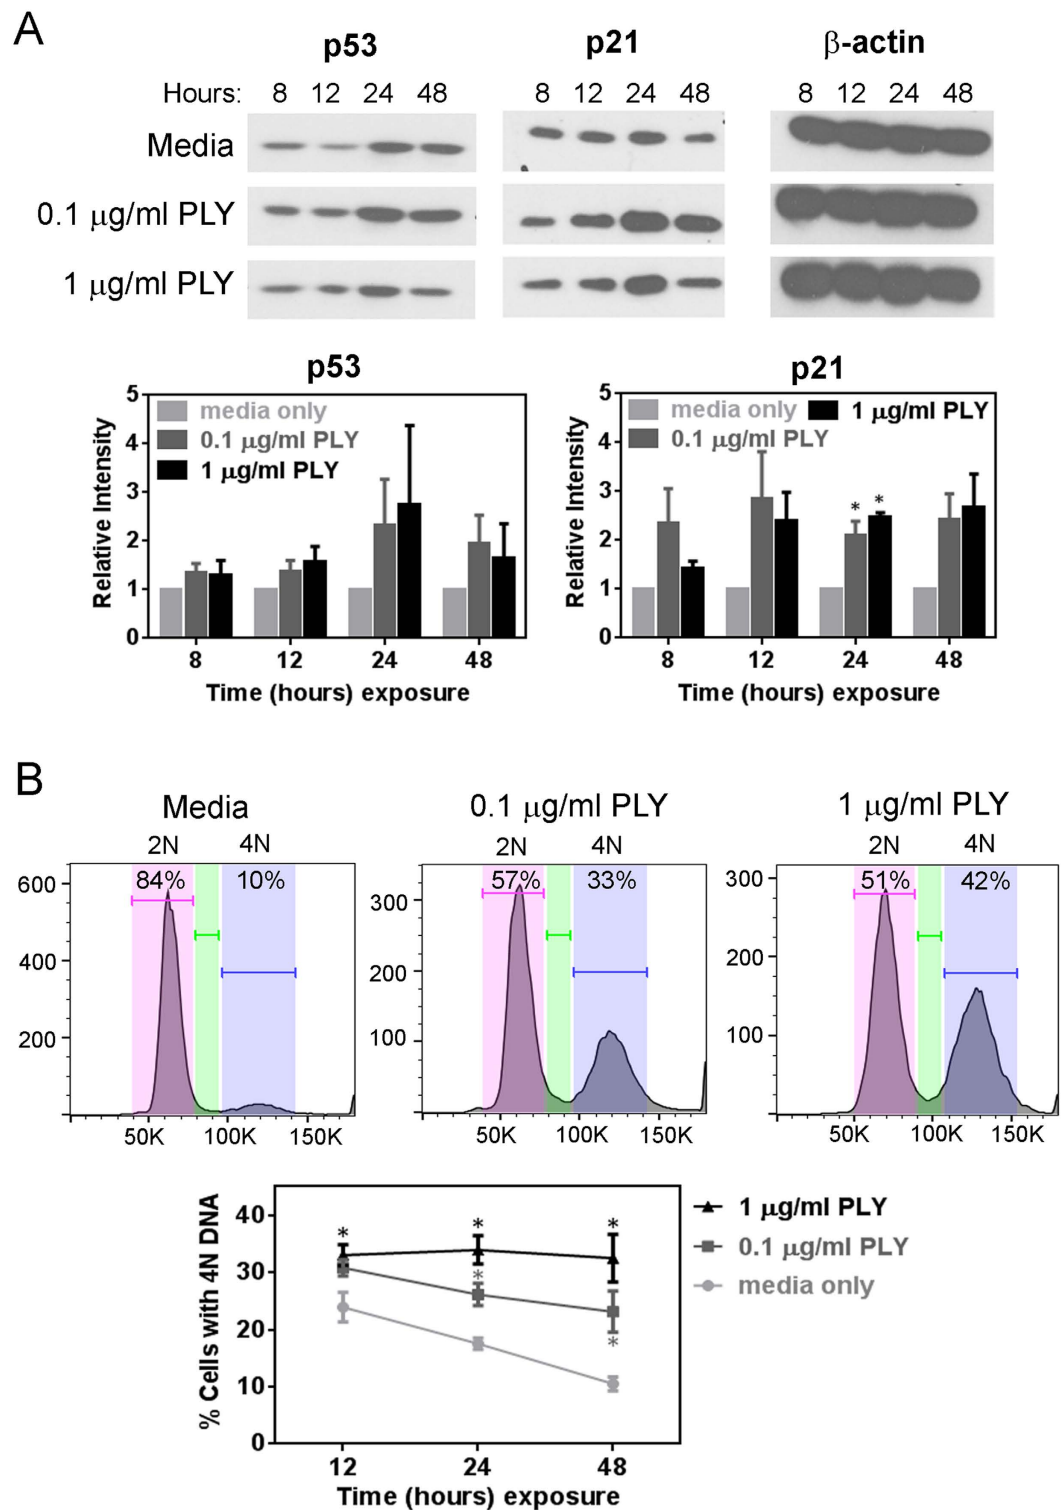 A
p53 p21 β-actin
Hours: 8 12 24 48 8 12 24 48 8 12 24 48
Media
0.1 μg/ml PLY
1 μg/ml PLY
p53
Relative Intensity
5
4
3
2
1
0
media only
0.1 μg/ml PLY
1 μg/ml PLY
8 12 24 48
Time (hours) exposure
p21
Relative Intensity
5
4
3
2
1
0
media only 1 μg/ml PLY
0.1 μg/ml PLY
* *
8 12 24 48
Time (hours) exposure
B
Media
2N 4N
84% 10%
600
400
200
50K 100K 150K
0.1 μg/ml PLY
2N 4N
57% 33%
300
200
100
50K 100K 150K
1 μg/ml PLY
2N 4N
51% 42%
300
200
100
50K 100K 150K
% Cells with 4N DNA
40
30
20
10
0
* * *
*
*
1 μg/ml PLY
0.1 μg/ml PLY
media only
12 24 48
Time (hours) exposure